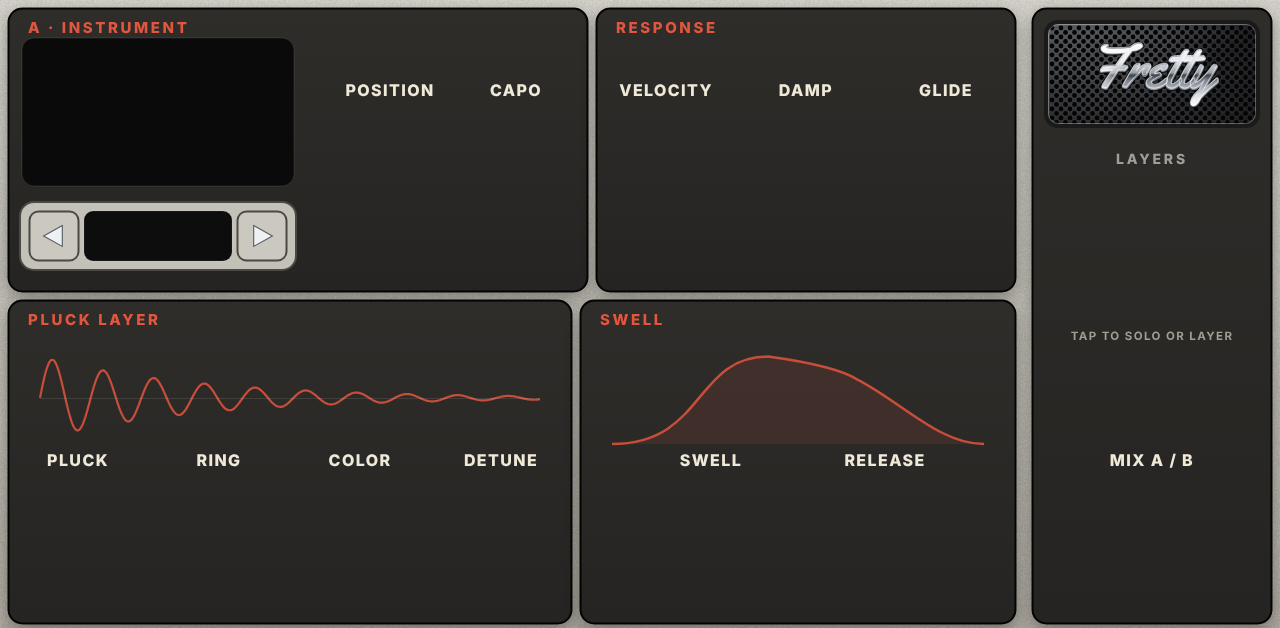 A · INSTRUMENT
POSITION CAPO
RESPONSE
VELOCITY DAMP GLIDE
Fretty
LAYERS
TAP TO SOLO OR LAYER
MIX A / B
PLUCK LAYER
PLUCK RING COLOR DETUNE
SWELL
SWELL RELEASE